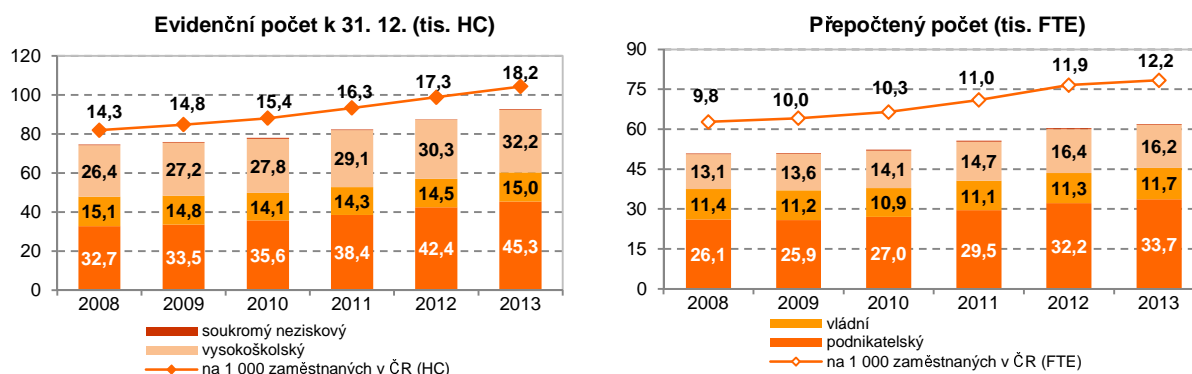 Evidenční počet k 31. 12. (tis. HC)
120
100
80
60
40
20
0
14,3 14,8 15,4 16,3 17,3 18,2
26,4 27,2 27,8 29,1 30,3 32,2
15,1 14,8 14,1 14,3 14,5 15,0
32,7 33,5 35,6 38,4 42,4 45,3
2008 2009 2010 2011 2012 2013
soukromý neziskový
vysokoškolský
na 1 000 zaměstnaných v ČR (HC)
Přepočtený počet (tis. FTE)
90
75
60
45
30
15
0
9,8 10,0 10,3 11,0 11,9 12,2
13,1 13,6 14,1 14,7 16,4 16,2
11,4 11,2 10,9 11,1 11,3 11,7
26,1 25,9 27,0 29,5 32,2 33,7
2008 2009 2010 2011 2012 2013
vládní
podnikatelský
na 1 000 zaměstnaných v ČR (FTE)